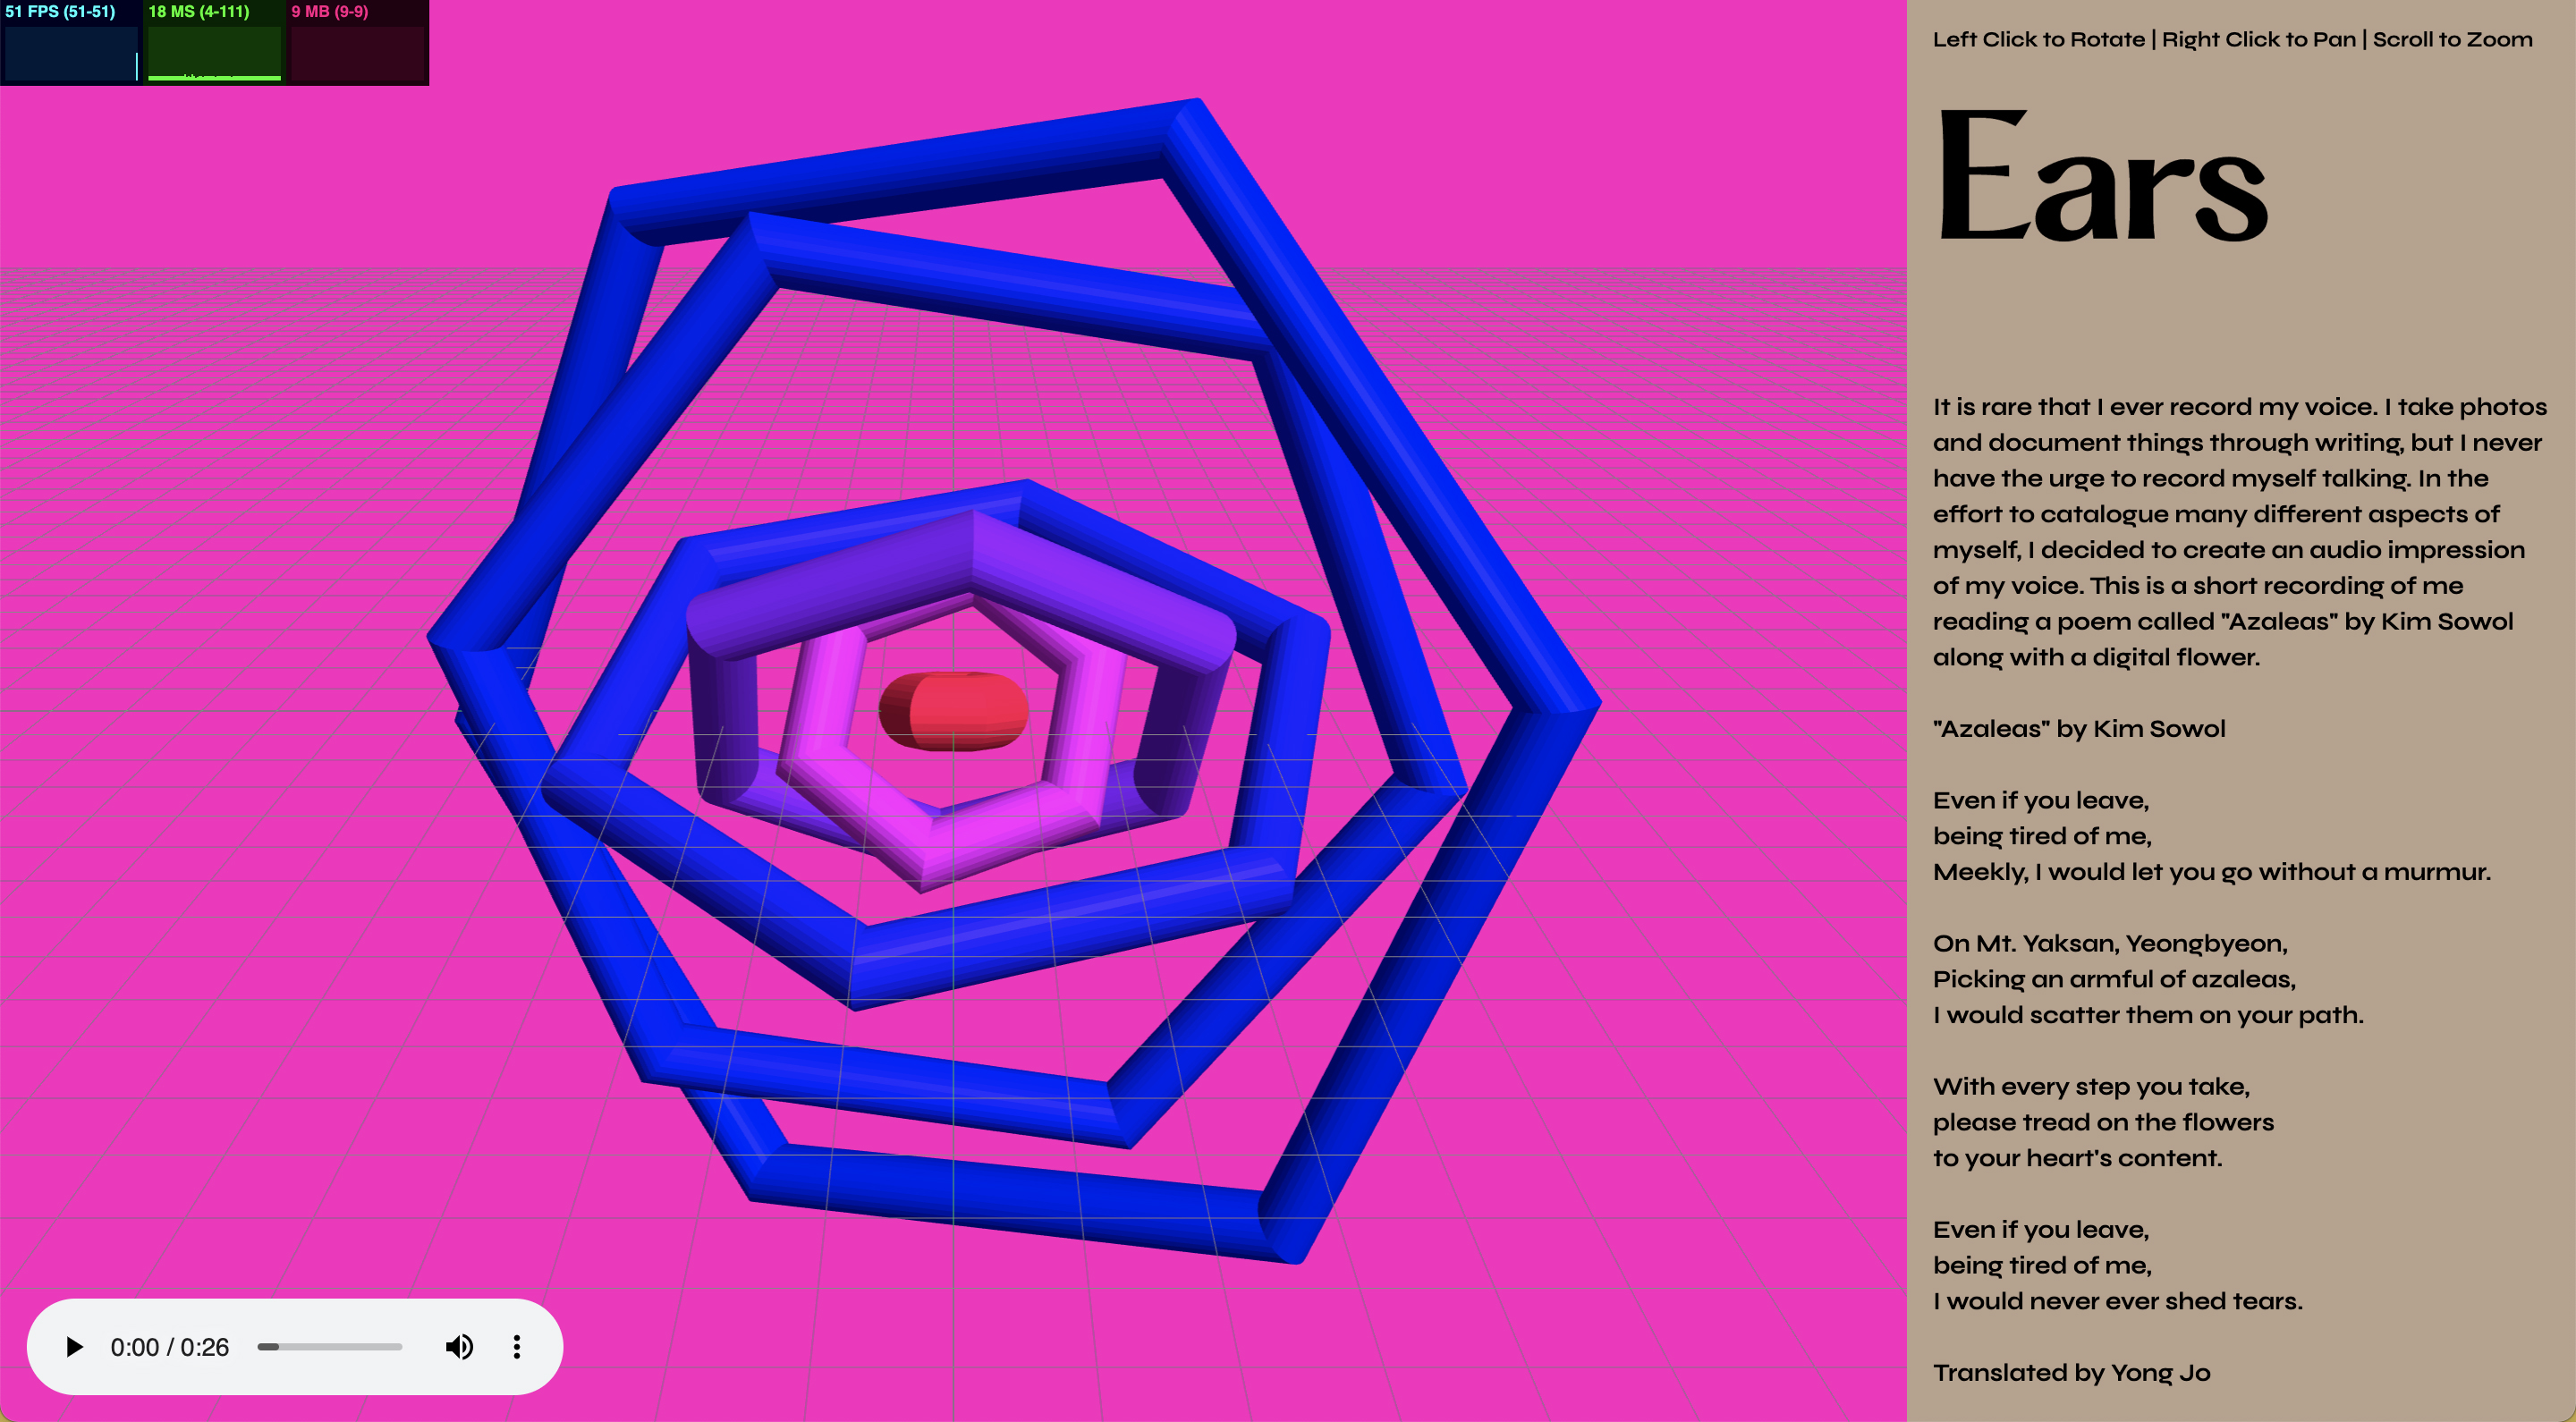 51 FPS (51-51)
18 MS (4-111)
9 MB (9-9)
Left Click to Rotate | Right Click to Pan | Scroll to Zoom
Ears
It is rare that I ever record my voice. I take photos
and document things through writing, but I never
have the urge to record myself talking. In the
effort to catalogue many different aspects of
myself, I decided to create an audio impression
of my voice. This is a short recording of me
reading a poem called "Azaleas" by Kim Sowol
along with a digital flower.
"Azaleas" by Kim Sowol
Even if you leave,
being tired of me,
Meekly, I would let you go without a murmur.
On Mt. Yaksan, Yeongbyeon,
Picking an armful of azaleas,
I would scatter them on your path.
With every step you take,
please tread on the flowers
to your heart's content.
Even if you leave,
being tired of me,
I would never ever shed tears.
Translated by Yong Jo
0:00 / 0:26